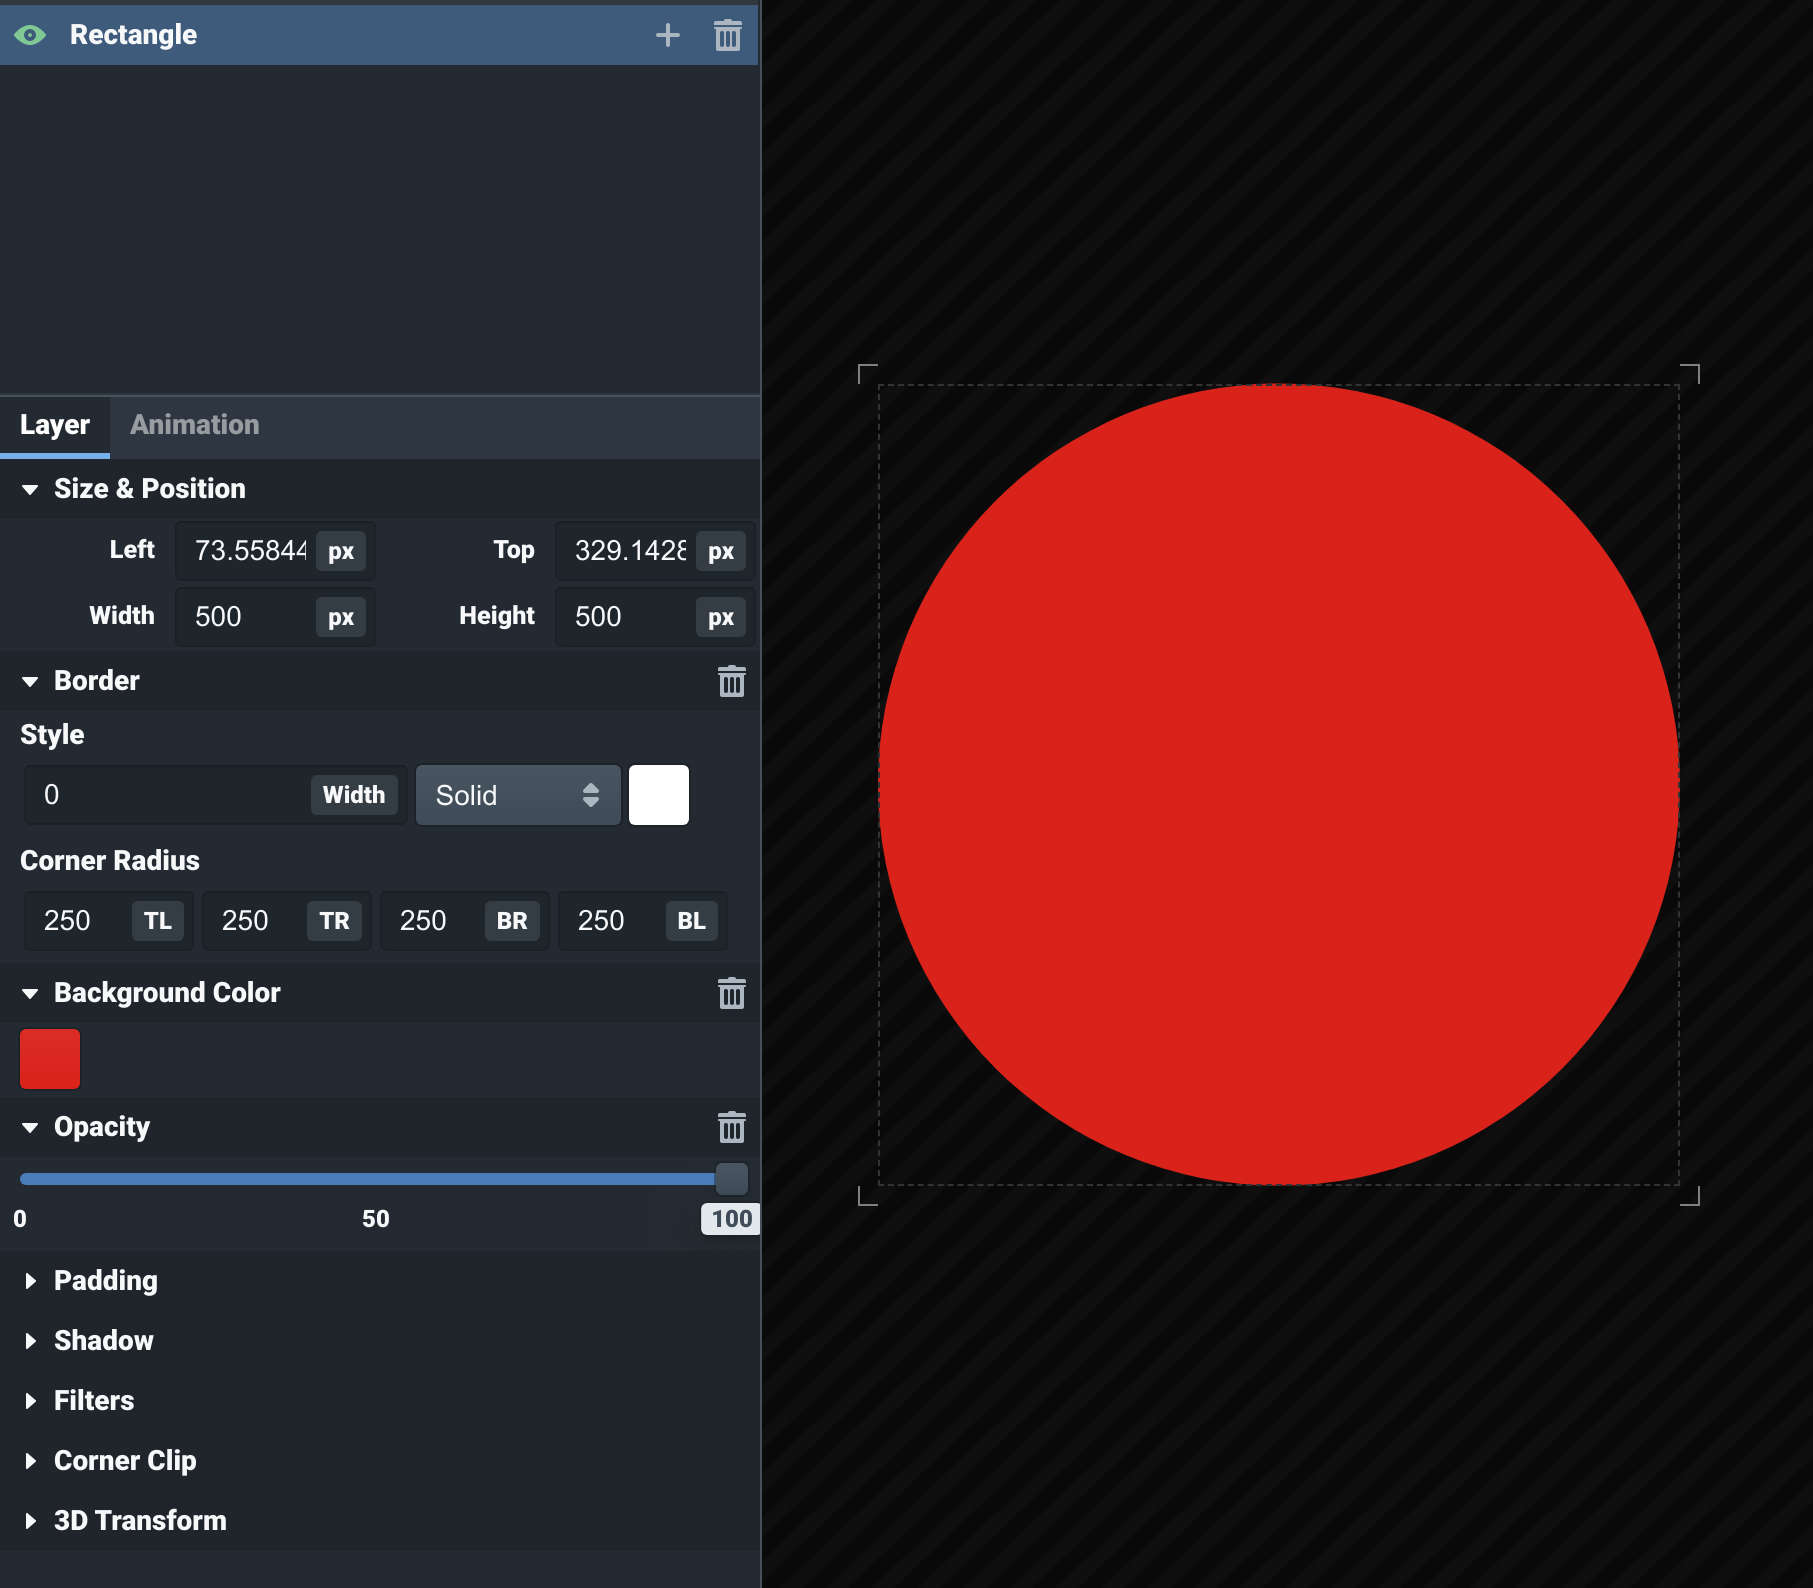 Rectangle
Layer Animation
Size & Position
Left 73.55844 px Top 329.1428 px
Width 500 px Height 500 px
Border
Style
0 Width Solid
Corner Radius
250 TL 250 TR 250 BR 250 BL
Background Color
Opacity
0 50 100
Padding
Shadow
Filters
Corner Clip
3D Transform